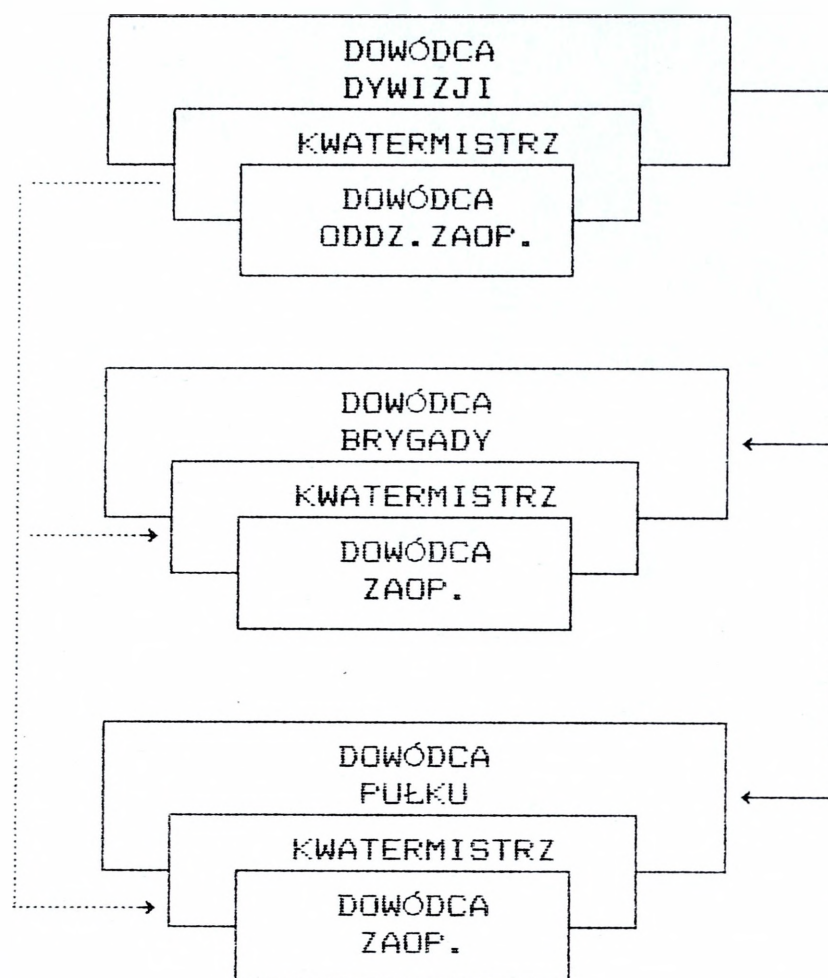 DOWÓDCA
DYWIZJI
KWATERMISTRZ
DOWÓDCA
ODDZ.ZAOP.
DOWÓDCA
BRYGADY
KWATERMISTRZ
DOWÓDCA
ZAOP.
DOWÓDCA
PUŁKU
KWATERMISTRZ
DOWÓDCA
ZAOP.